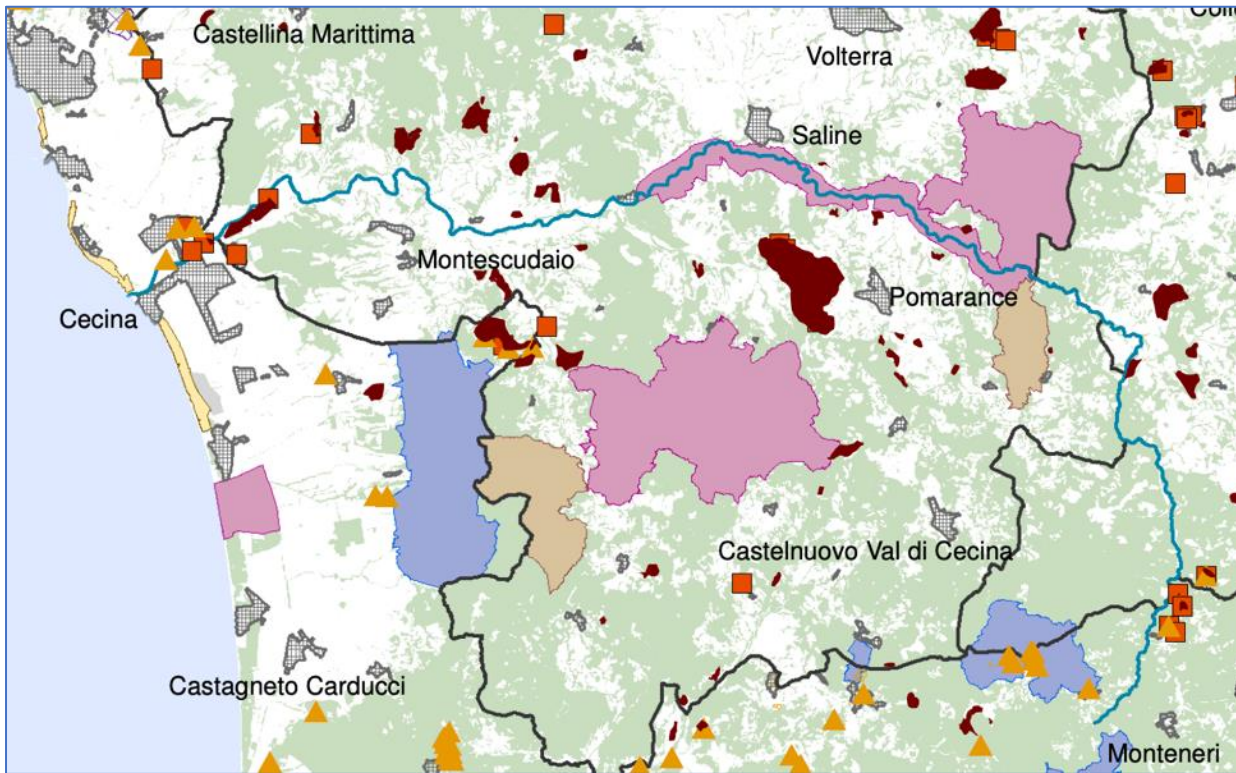 Castellina Marittima
Volterra
Saline
Montescudaio
Cecina
Pomarance
Castelnuovo Val di Cecina
Castagneto Carducci
Monteneri